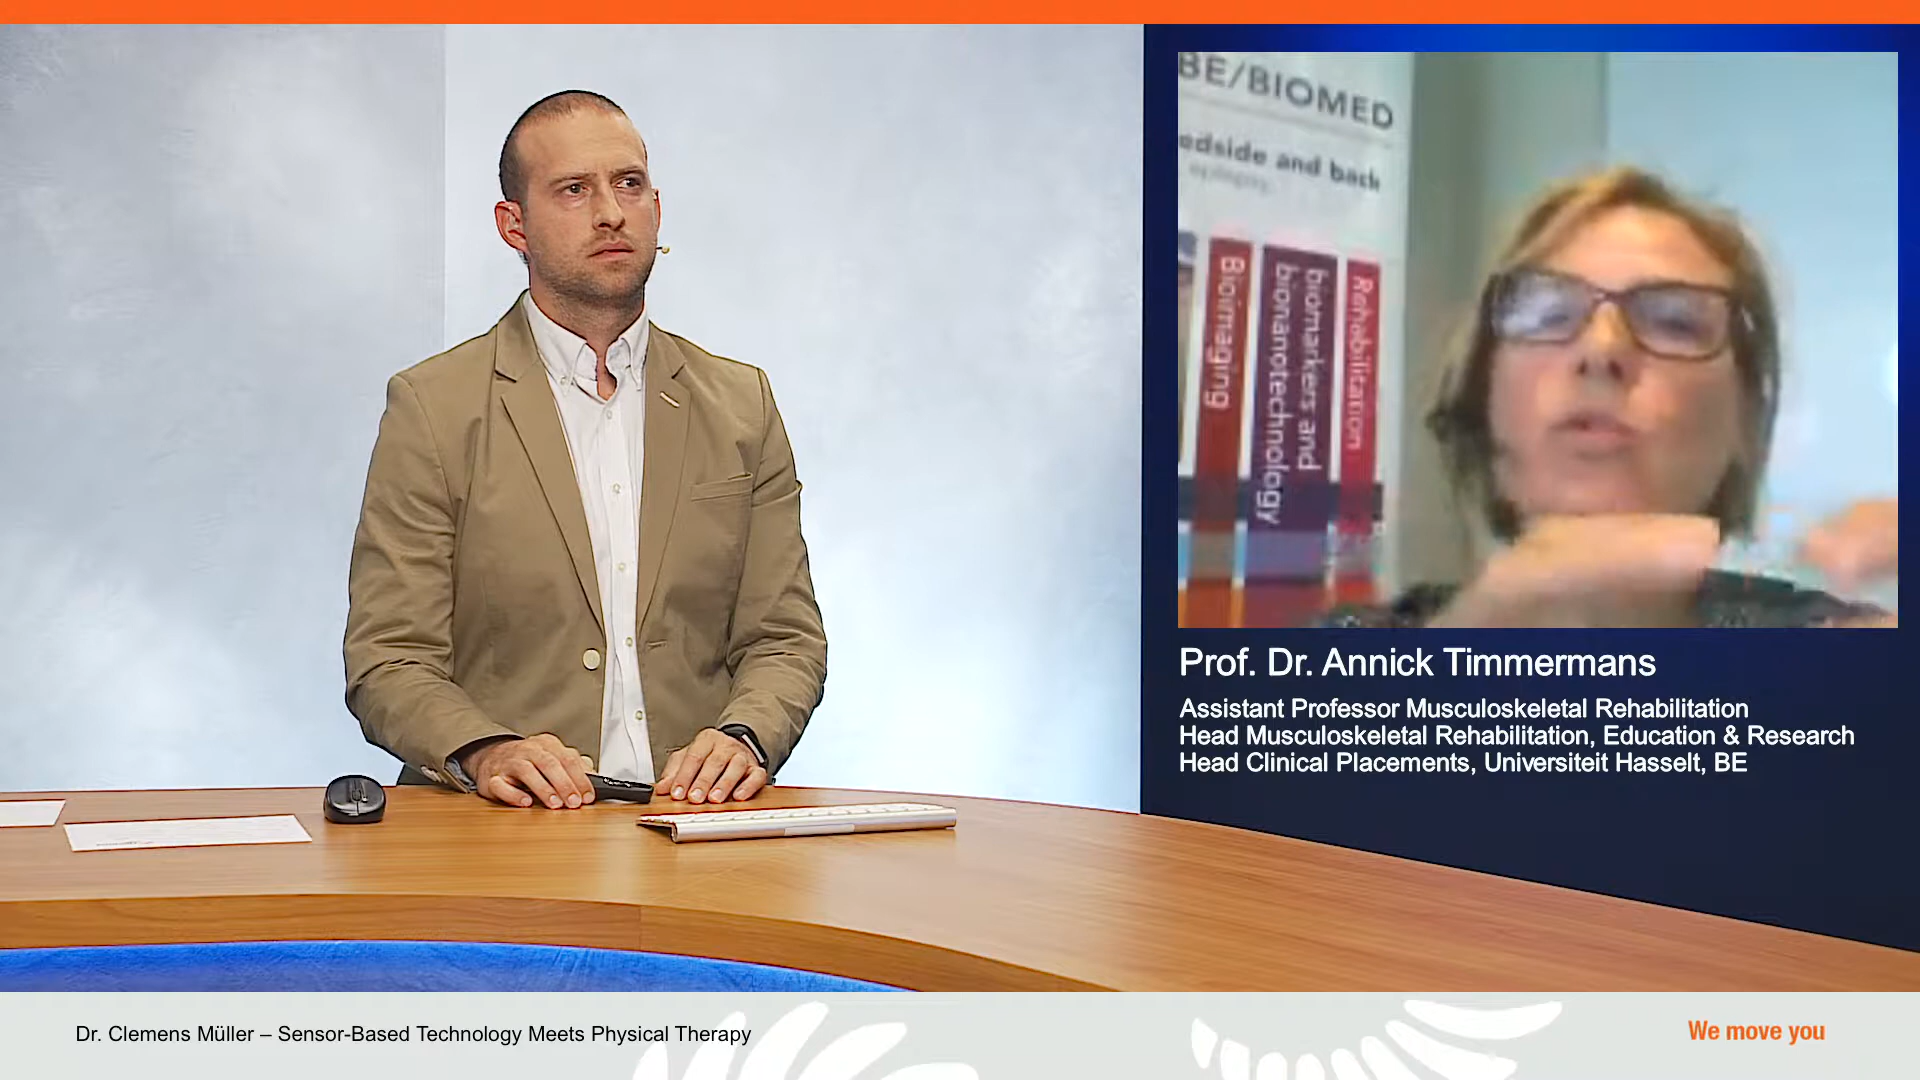 BE/BIOMED
edside and back
Bioimaging
biomarkers and
bionanotechnology
Rehabilitation
Prof. Dr. Annick Timmermans
Assistant Professor Musculoskeletal Rehabilitation
Head Musculoskeletal Rehabilitation, Education & Research
Head Clinical Placements, Universiteit Hasselt, BE
Dr. Clemens Müller – Sensor-Based Technology Meets Physical Therapy
We move you